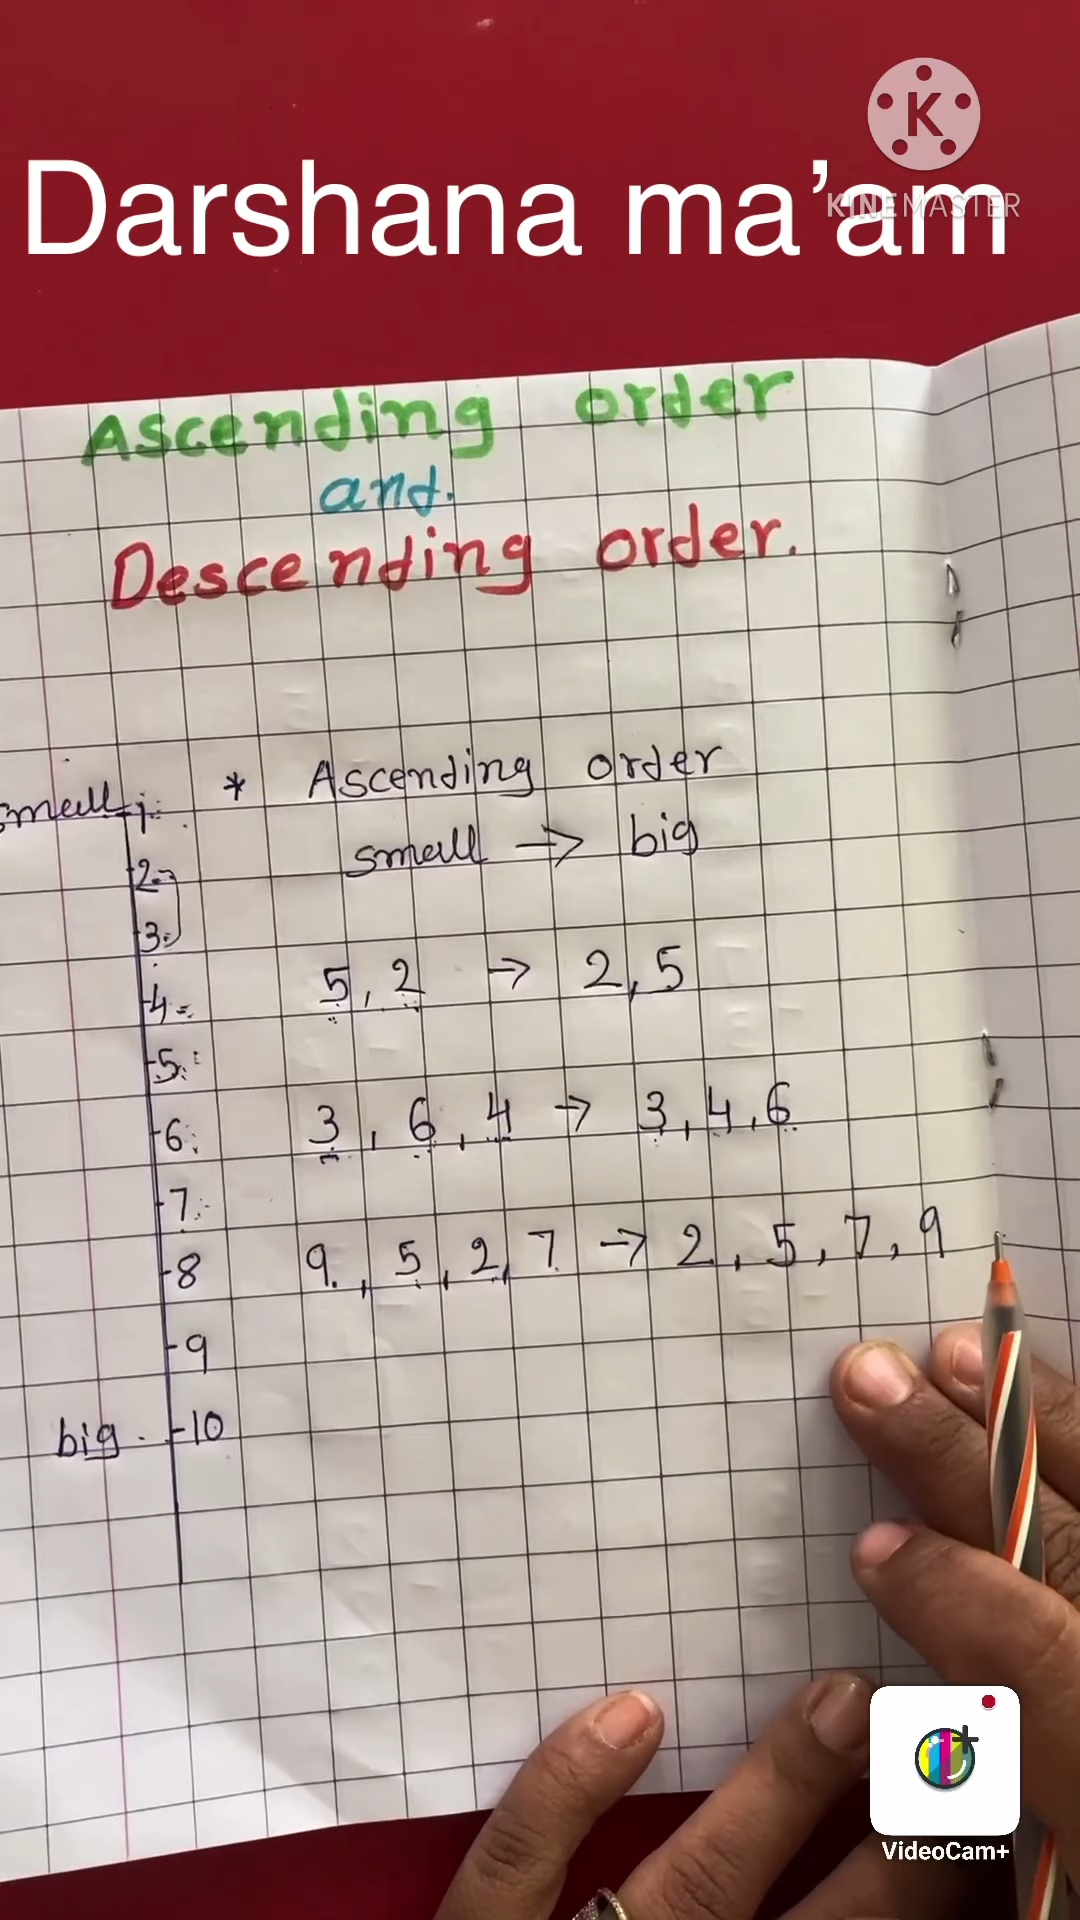 K
KINEMASTER
Darshana ma’am
Ascending order
and.
Descending order.
* Ascending order
small → big
small 1
2
3
4
5
6
7
8
9
big 10
5, 2 → 2, 5
3, 6, 4 → 3, 4, 6
9, 5, 2, 7 → 2, 5, 7, 9
VideoCam+